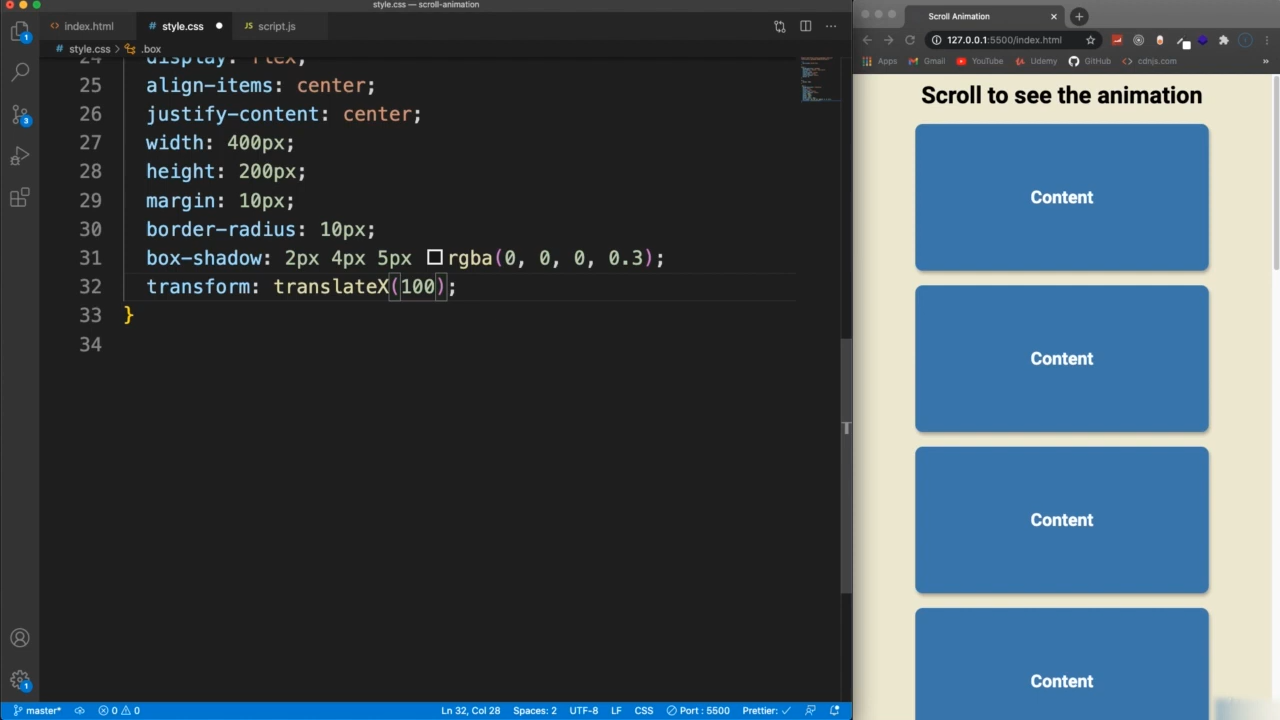 style.css — scroll-animation
index.html
style.css
script.js
style.css > .box
24 display: flex;
25 align-items: center;
26 justify-content: center;
27 width: 400px;
28 height: 200px;
29 margin: 10px;
30 border-radius: 10px;
31 box-shadow: 2px 4px 5px rgba(0, 0, 0, 0.3);
32 transform: translateX(100);
33 }
34
1
3
1
master* 0 0 Ln 32, Col 28 Spaces: 2 UTF-8 LF CSS Port : 5500 Prettier:
Scroll Animation
127.0.0.1:5500/index.html
Apps Gmail YouTube Udemy GitHub cdnjs.com »
Scroll to see the animation
Content
Content
Content
Content